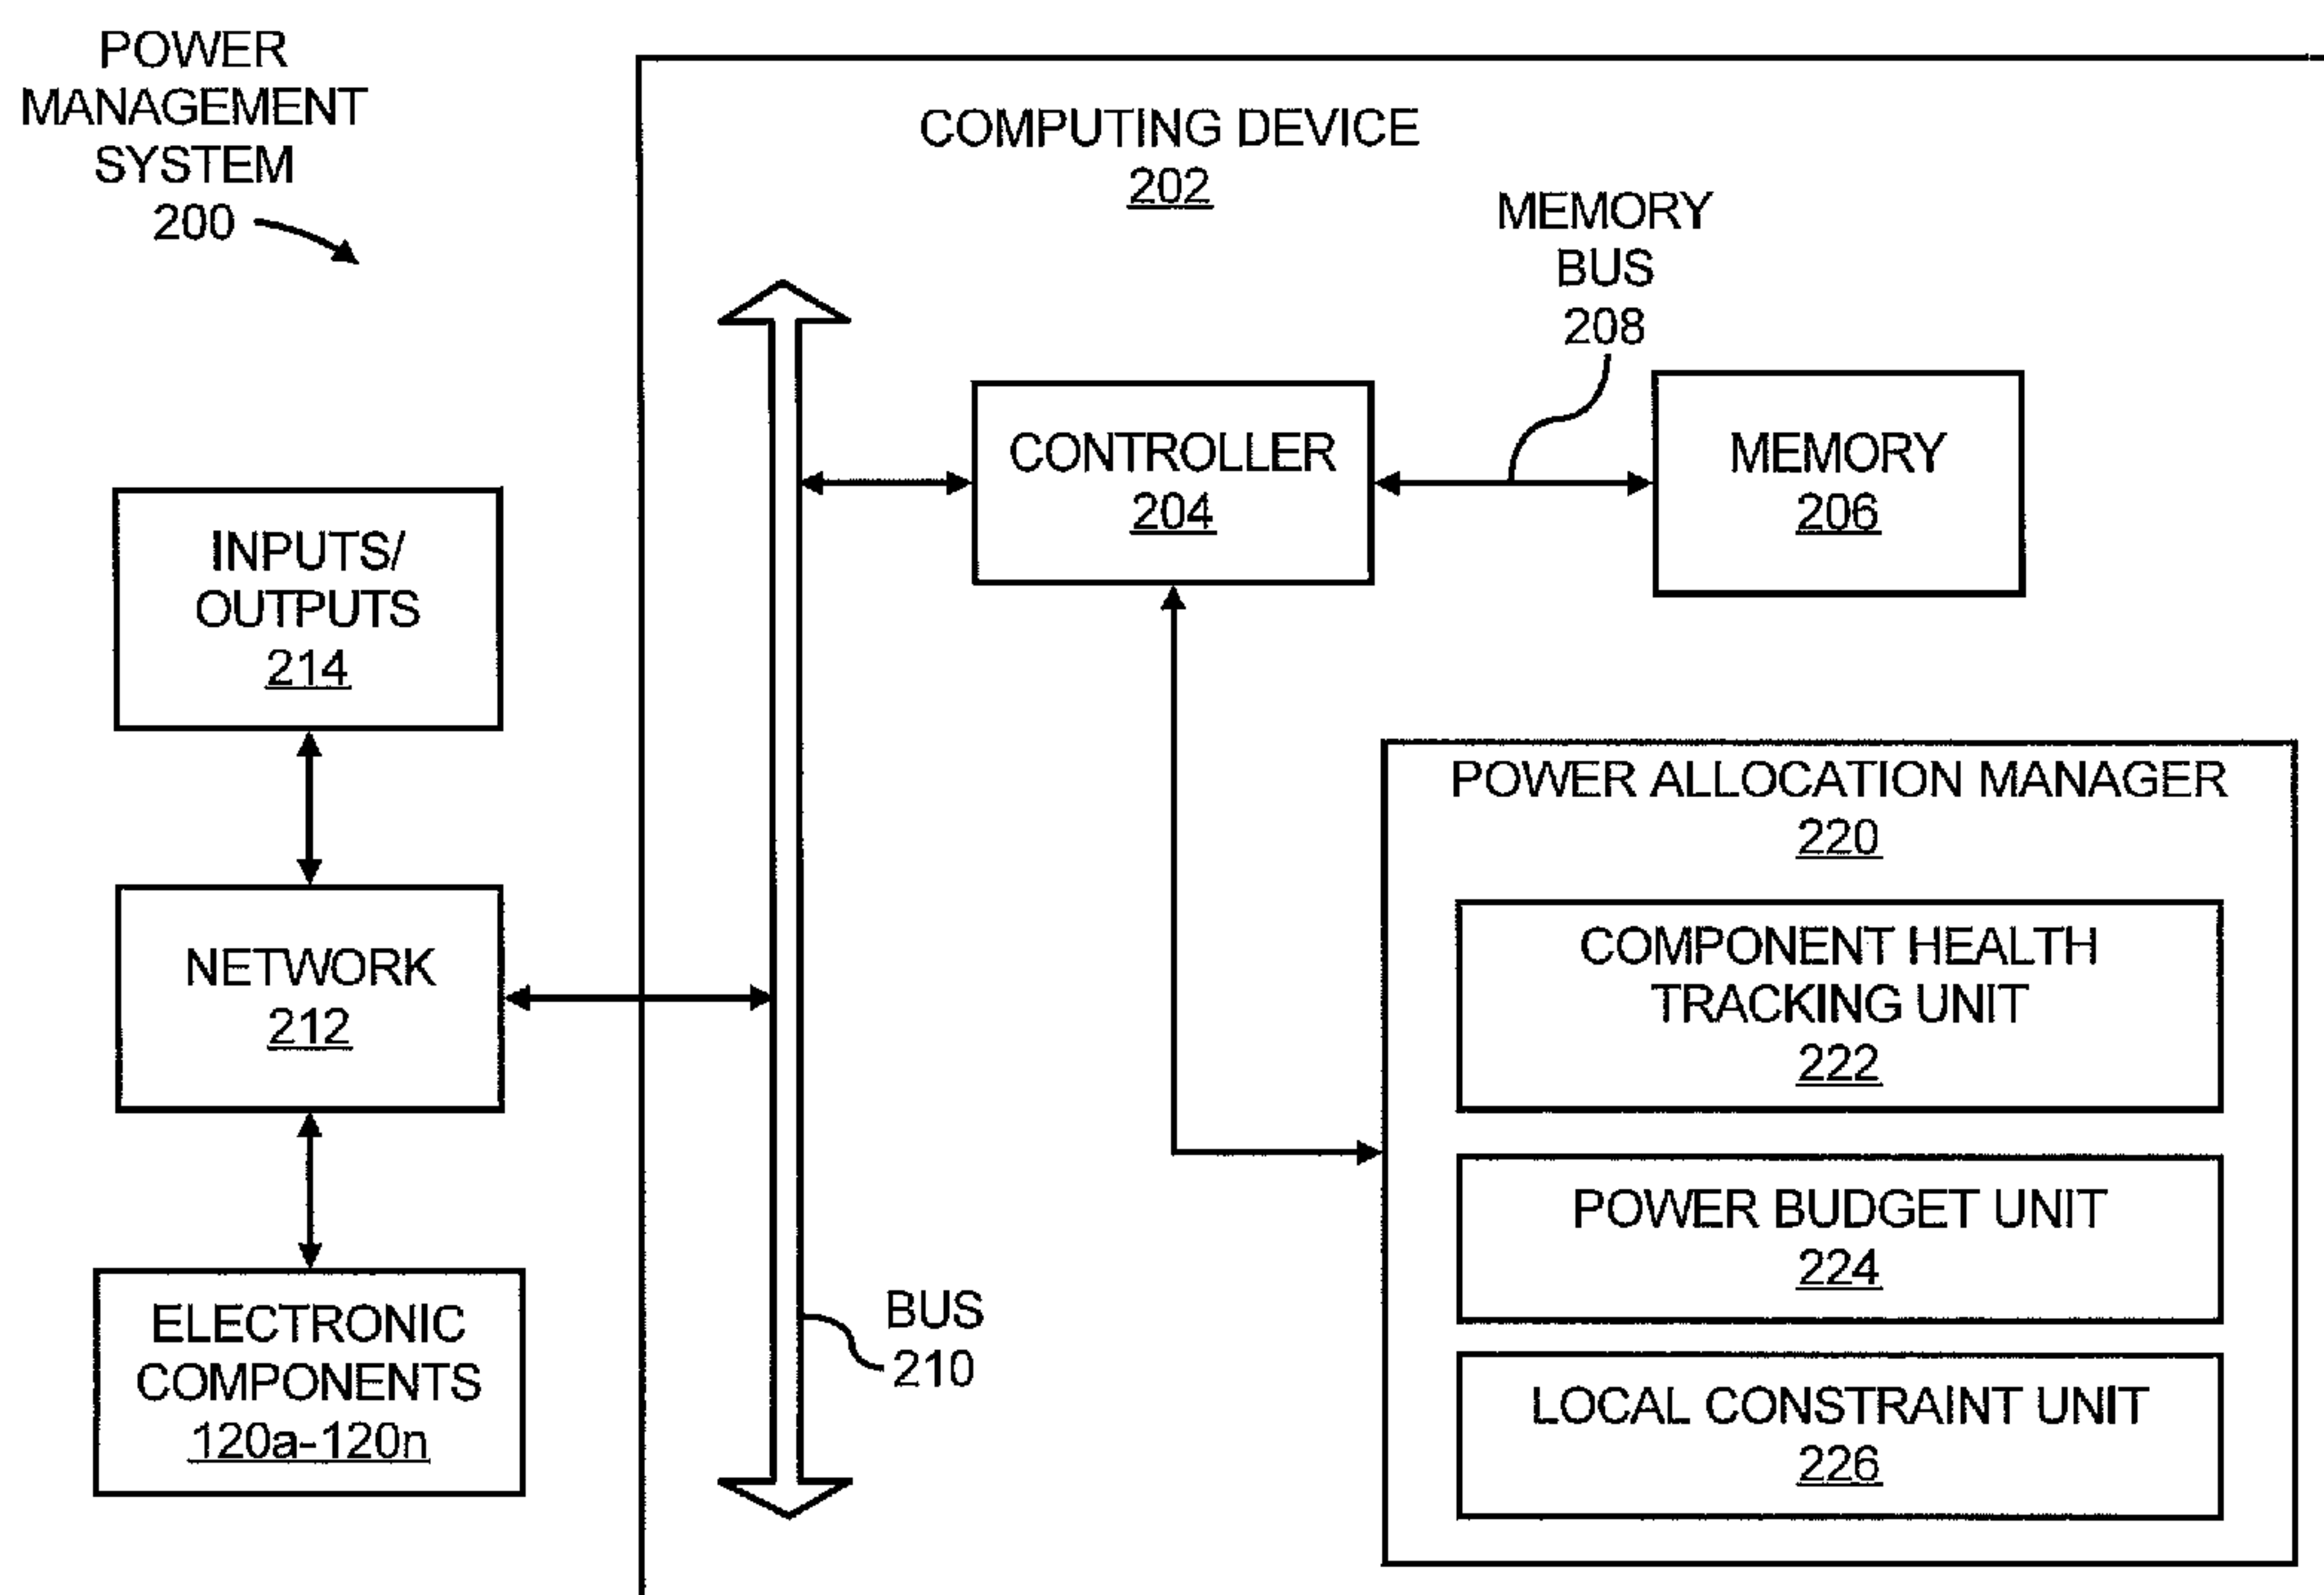 POWER
MANAGEMENT
SYSTEM
200
COMPUTING DEVICE
202
MEMORY
BUS
208
CONTROLLER
204
MEMORY
206
INPUTS/
OUTPUTS
214
POWER ALLOCATION MANAGER
220
COMPONENT HEALTH
TRACKING UNIT
222
NETWORK
212
POWER BUDGET UNIT
224
ELECTRONIC
COMPONENTS
120a-120n
BUS
210
LOCAL CONSTRAINT UNIT
226